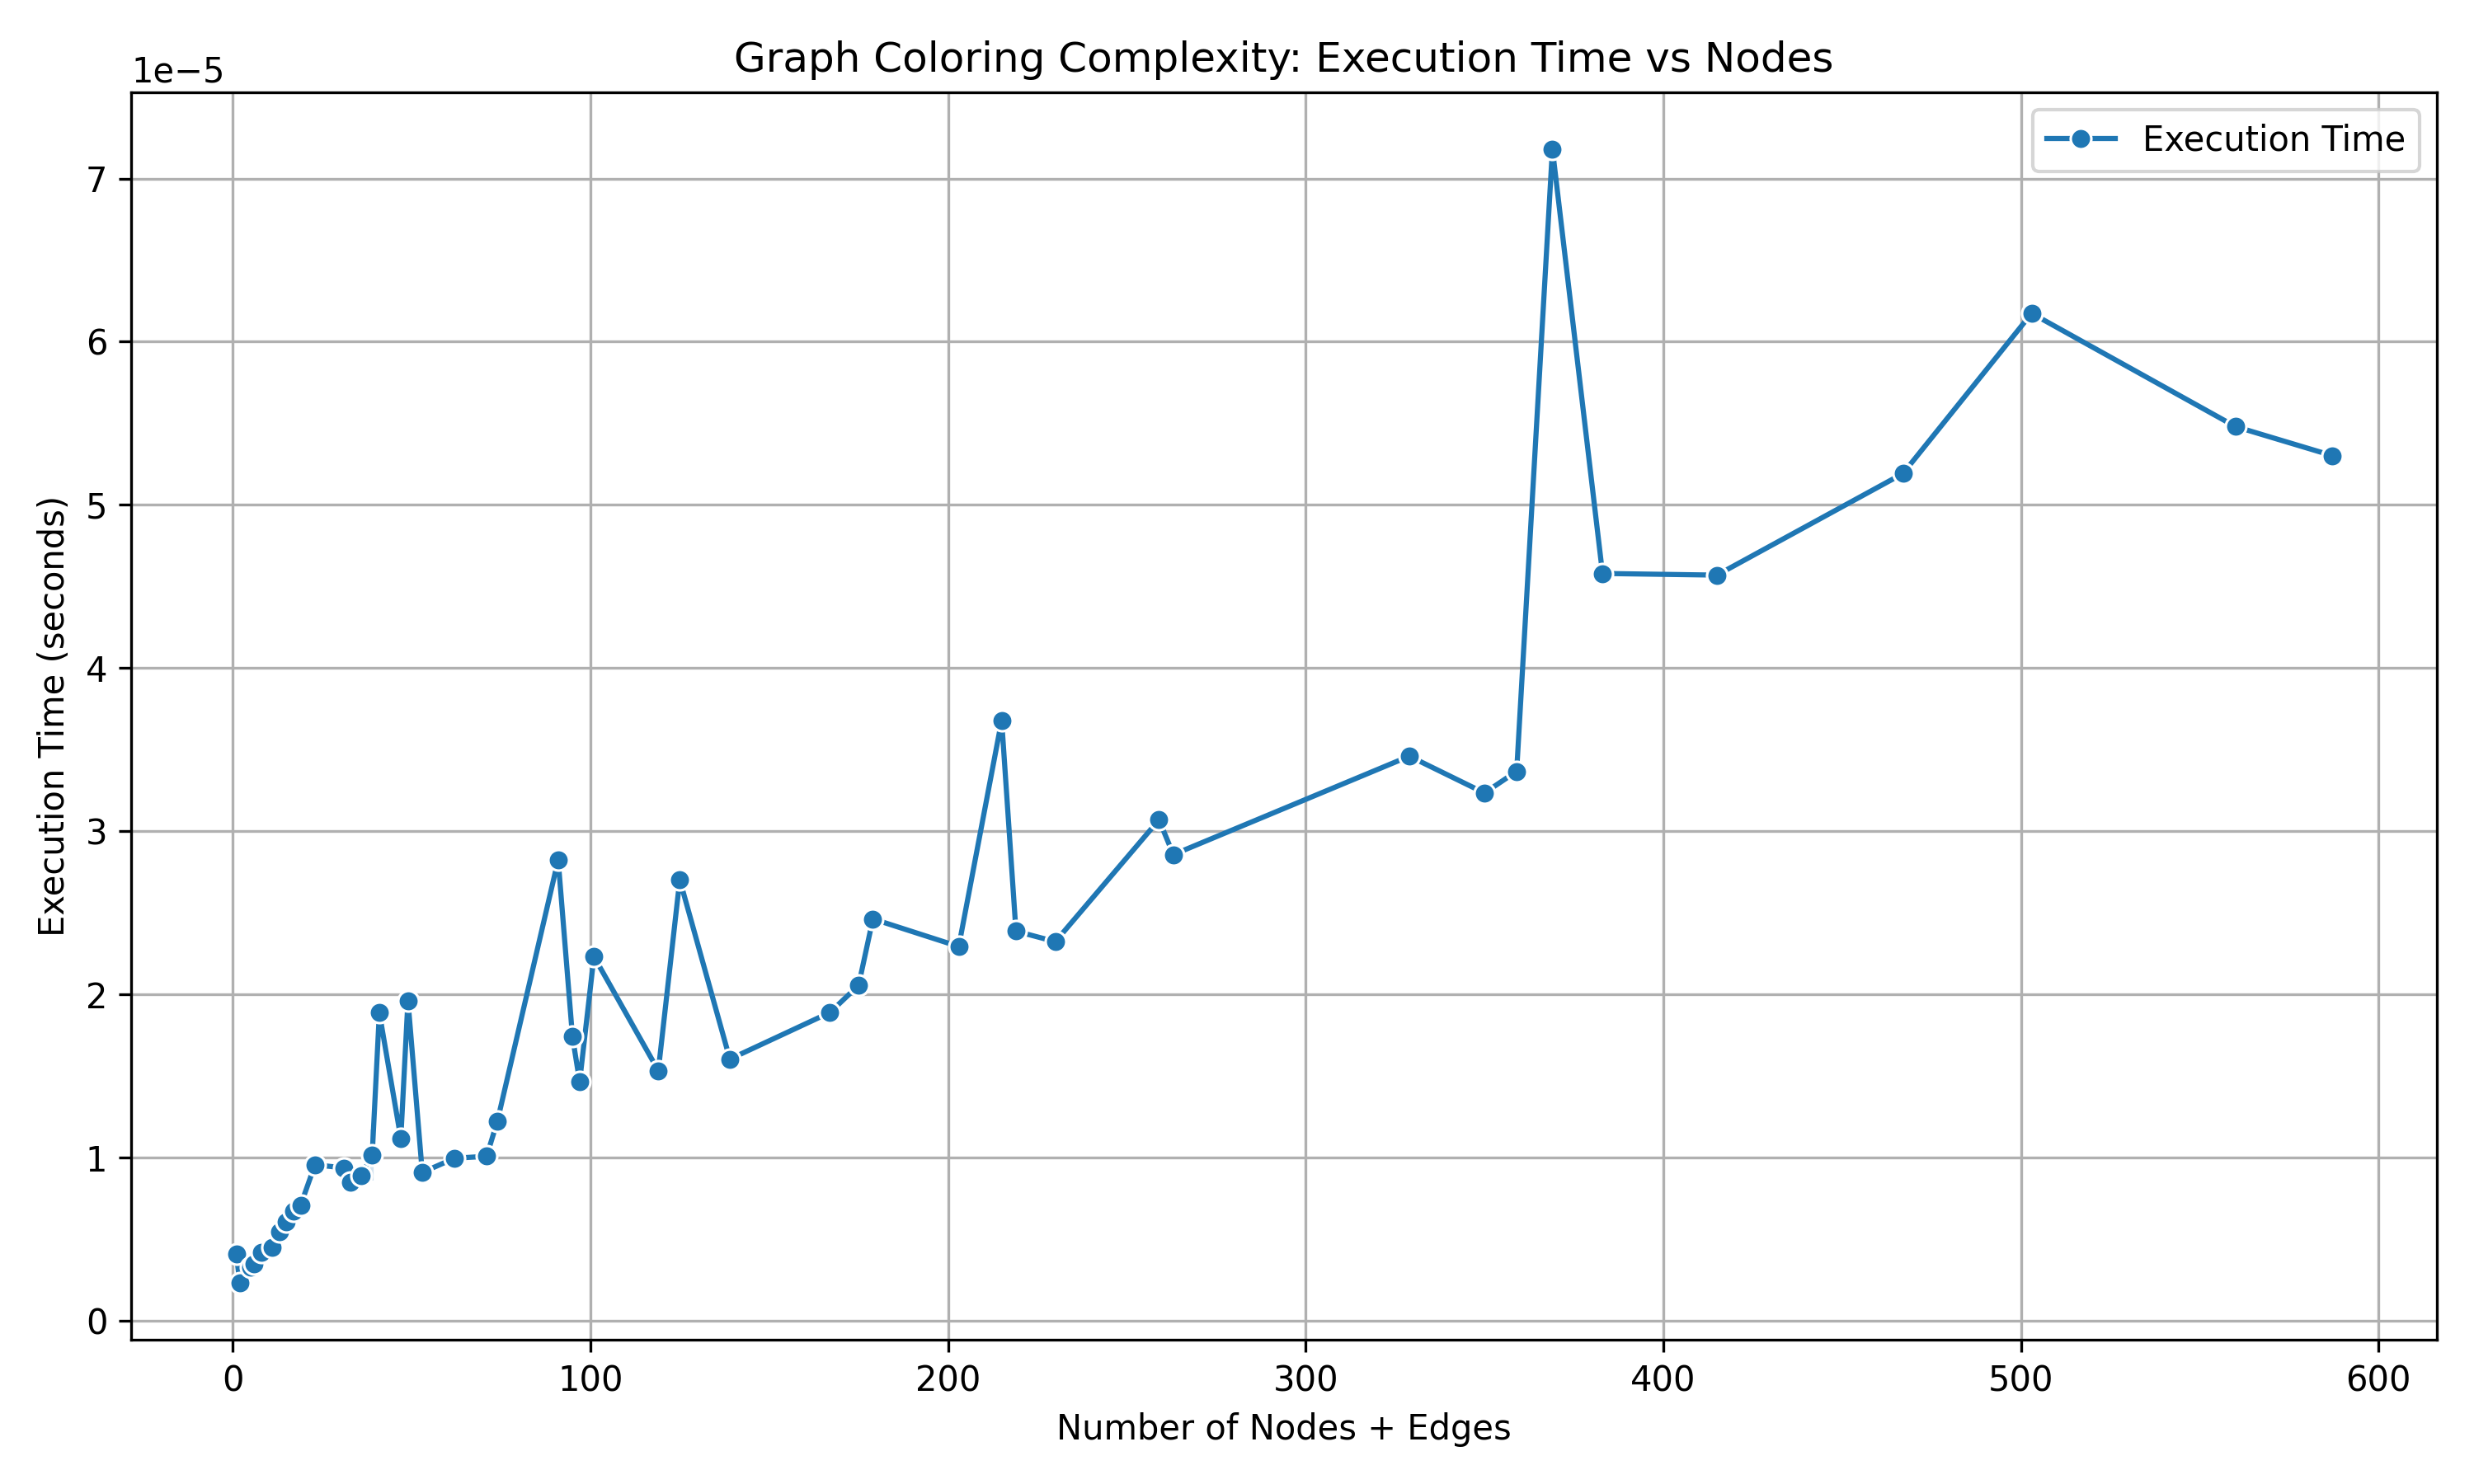 Graph Coloring Complexity: Execution Time vs Nodes
1e−5
Execution Time
7
6
5
4
3
2
1
0
Execution Time (seconds)
0 100 200 300 400 500 600
Number of Nodes + Edges